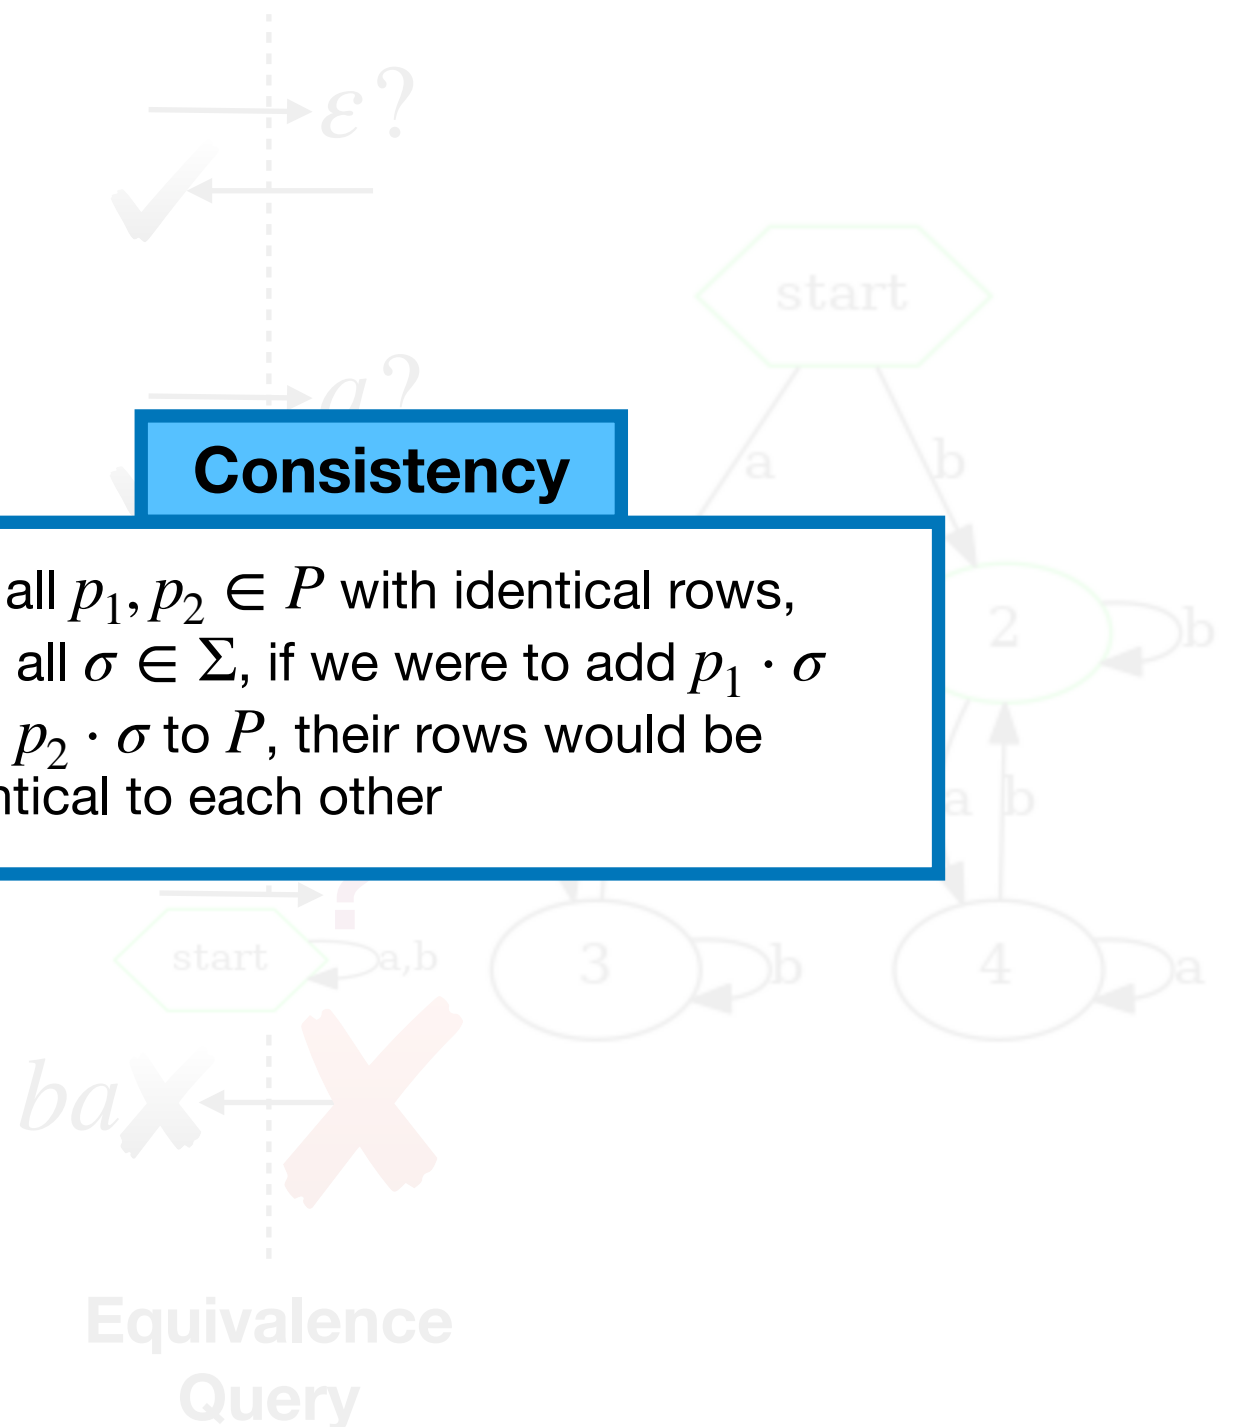 ε?
a?
start
a
b
Consistency
all p₁, p₂ ∈ P with identical rows,
all σ ∈ Σ, if we were to add p₁ · σ
p₂ · σ to P, their rows would be
ntical to each other
2
b
a
b
?
start
a,b
3
b
4
a
ba
Equivalence
Query